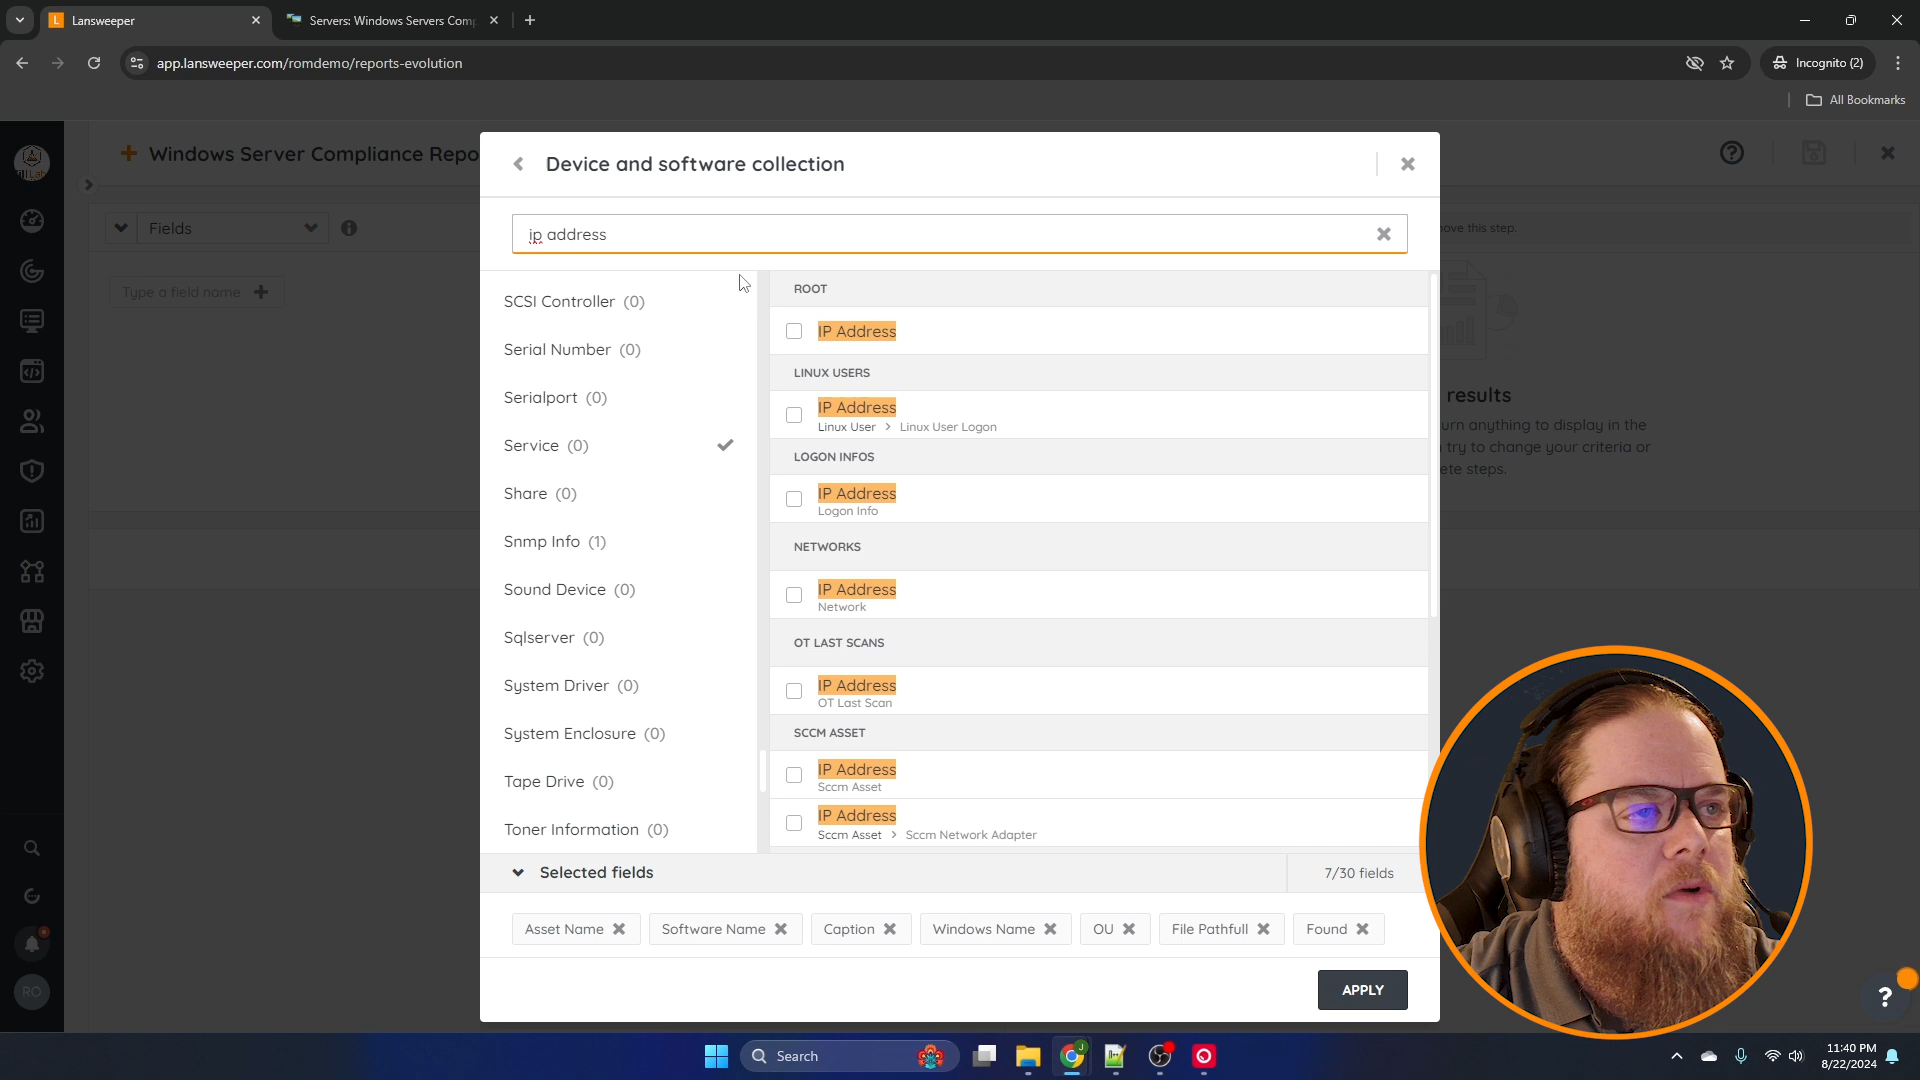 Lansweeper
Servers: Windows Servers Comp
app.lansweeper.com/romdemo/reports-evolution
Incognito (2)
All Bookmarks
Windows Server Compliance Repo
Device and software collection
Fields
ip address
ove this step.
Type a field name
SCSI Controller (0)
Serial Number (0)
Serialport (0)
Service (0)
Share (0)
Snmp Info (1)
Sound Device (0)
Sqlserver (0)
System Driver (0)
System Enclosure (0)
Tape Drive (0)
Toner Information (0)
ROOT
IP Address
LINUX USERS
IP Address
Linux User > Linux User Logon
LOGON INFOS
IP Address
Logon Info
NETWORKS
IP Address
Network
OT LAST SCANS
IP Address
OT Last Scan
SCCM ASSET
IP Address
Sccm Asset
IP Address
Sccm Asset > Sccm Network Adapter
results
urn anything to display in the
try to change your criteria or
ete steps.
Selected fields
7/30 fields
Asset Name
Software Name
Caption
Windows Name
OU
File Pathfull
Found
APPLY
RO
?
Search
11:40 PM
8/22/2024